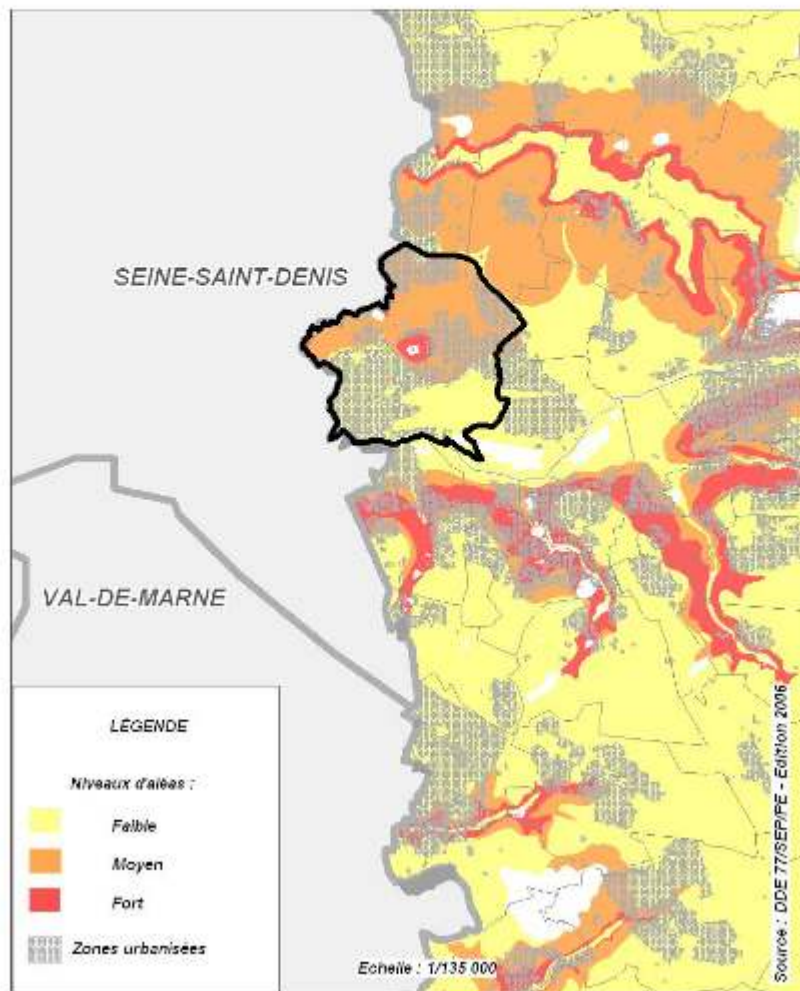 SEINE-SAINT-DENIS
VAL-DE-MARNE
LÉGENDE
Niveaux d'aléas :
Faible
Moyen
Fort
Zones urbanisées
Echelle : 1/135 000
Source : DDE 77/SEP/PE - Edition 2006